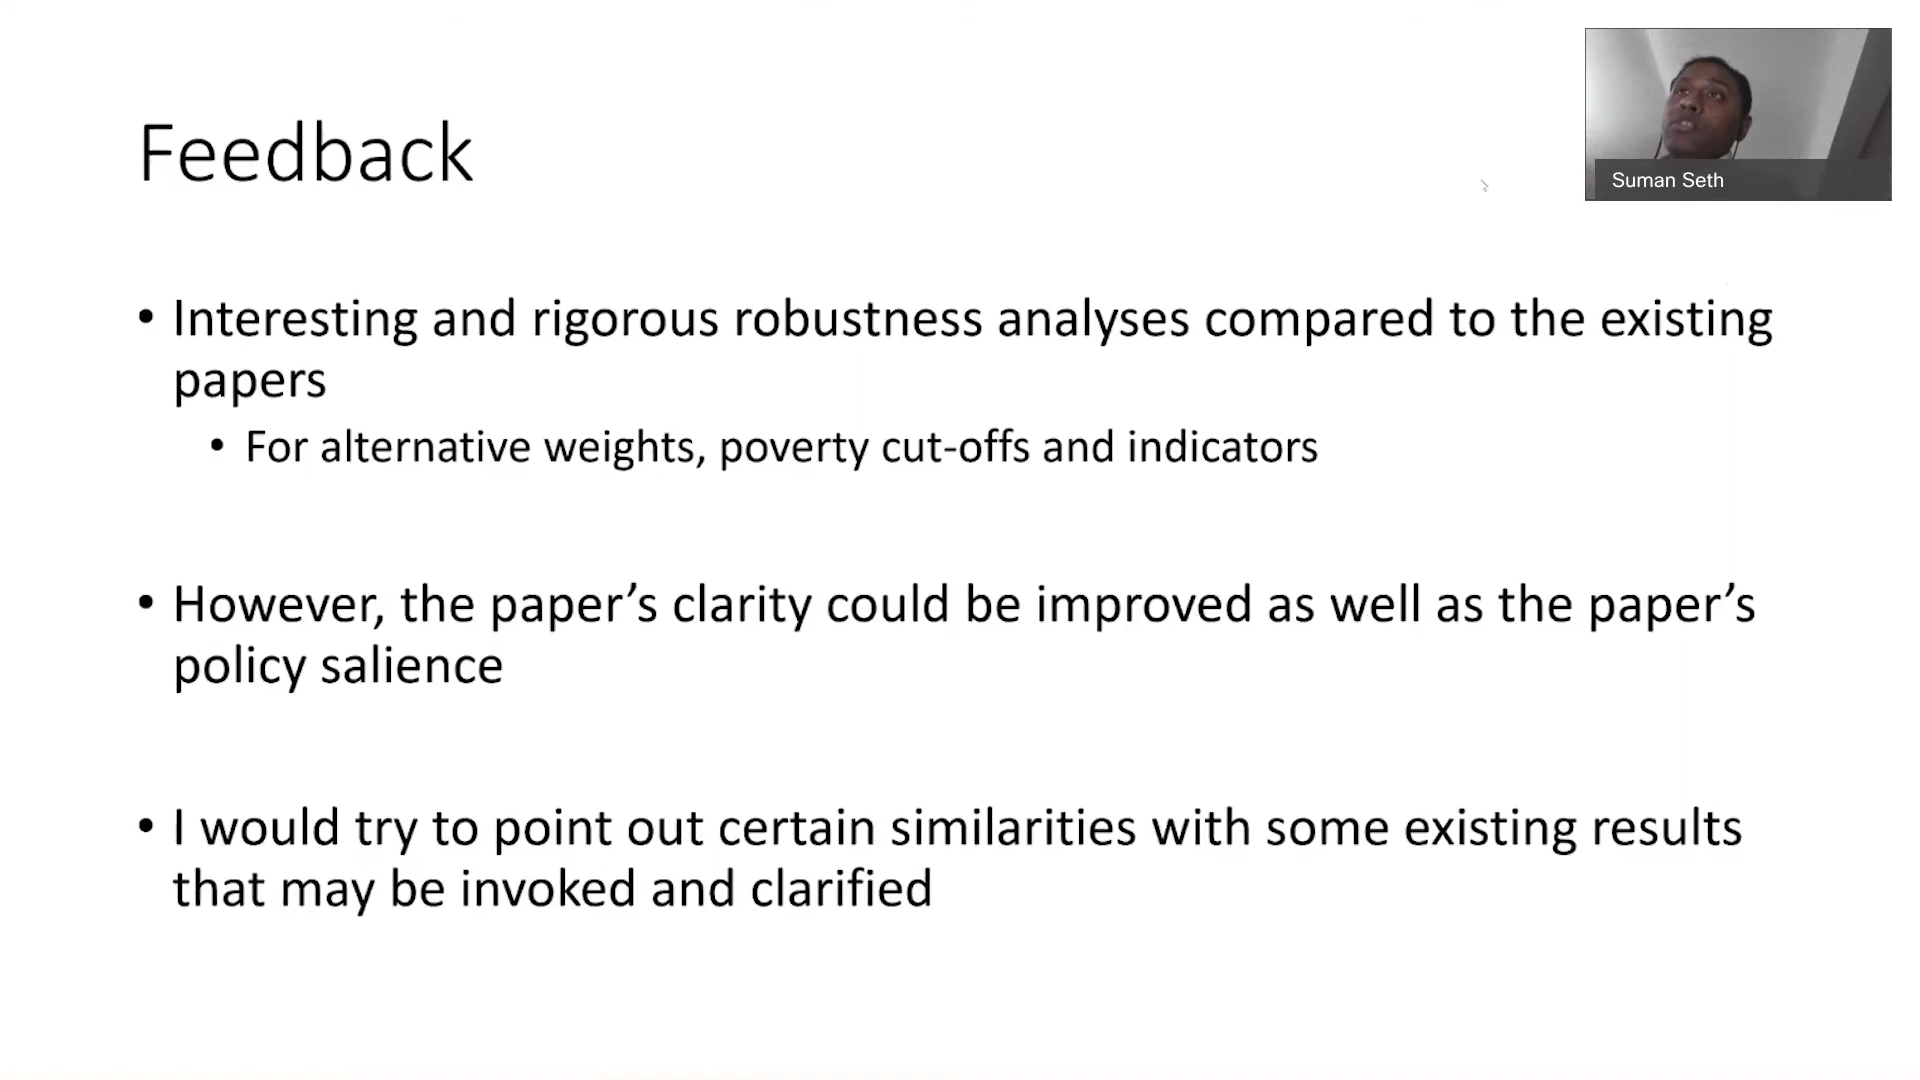 Feedback
Suman Seth
• Interesting and rigorous robustness analyses compared to the existing
papers
• For alternative weights, poverty cut-offs and indicators
• However, the paper’s clarity could be improved as well as the paper’s
policy salience
• I would try to point out certain similarities with some existing results
that may be invoked and clarified